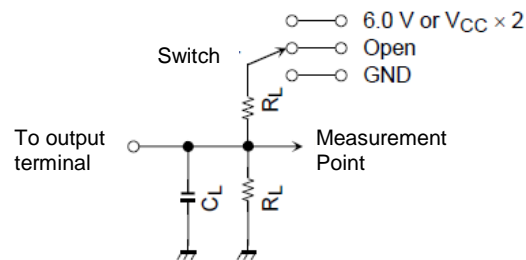 6.0 V or VCC × 2
Switch
Open
GND
RL
To output
terminal
Measurement
Point
CL
RL